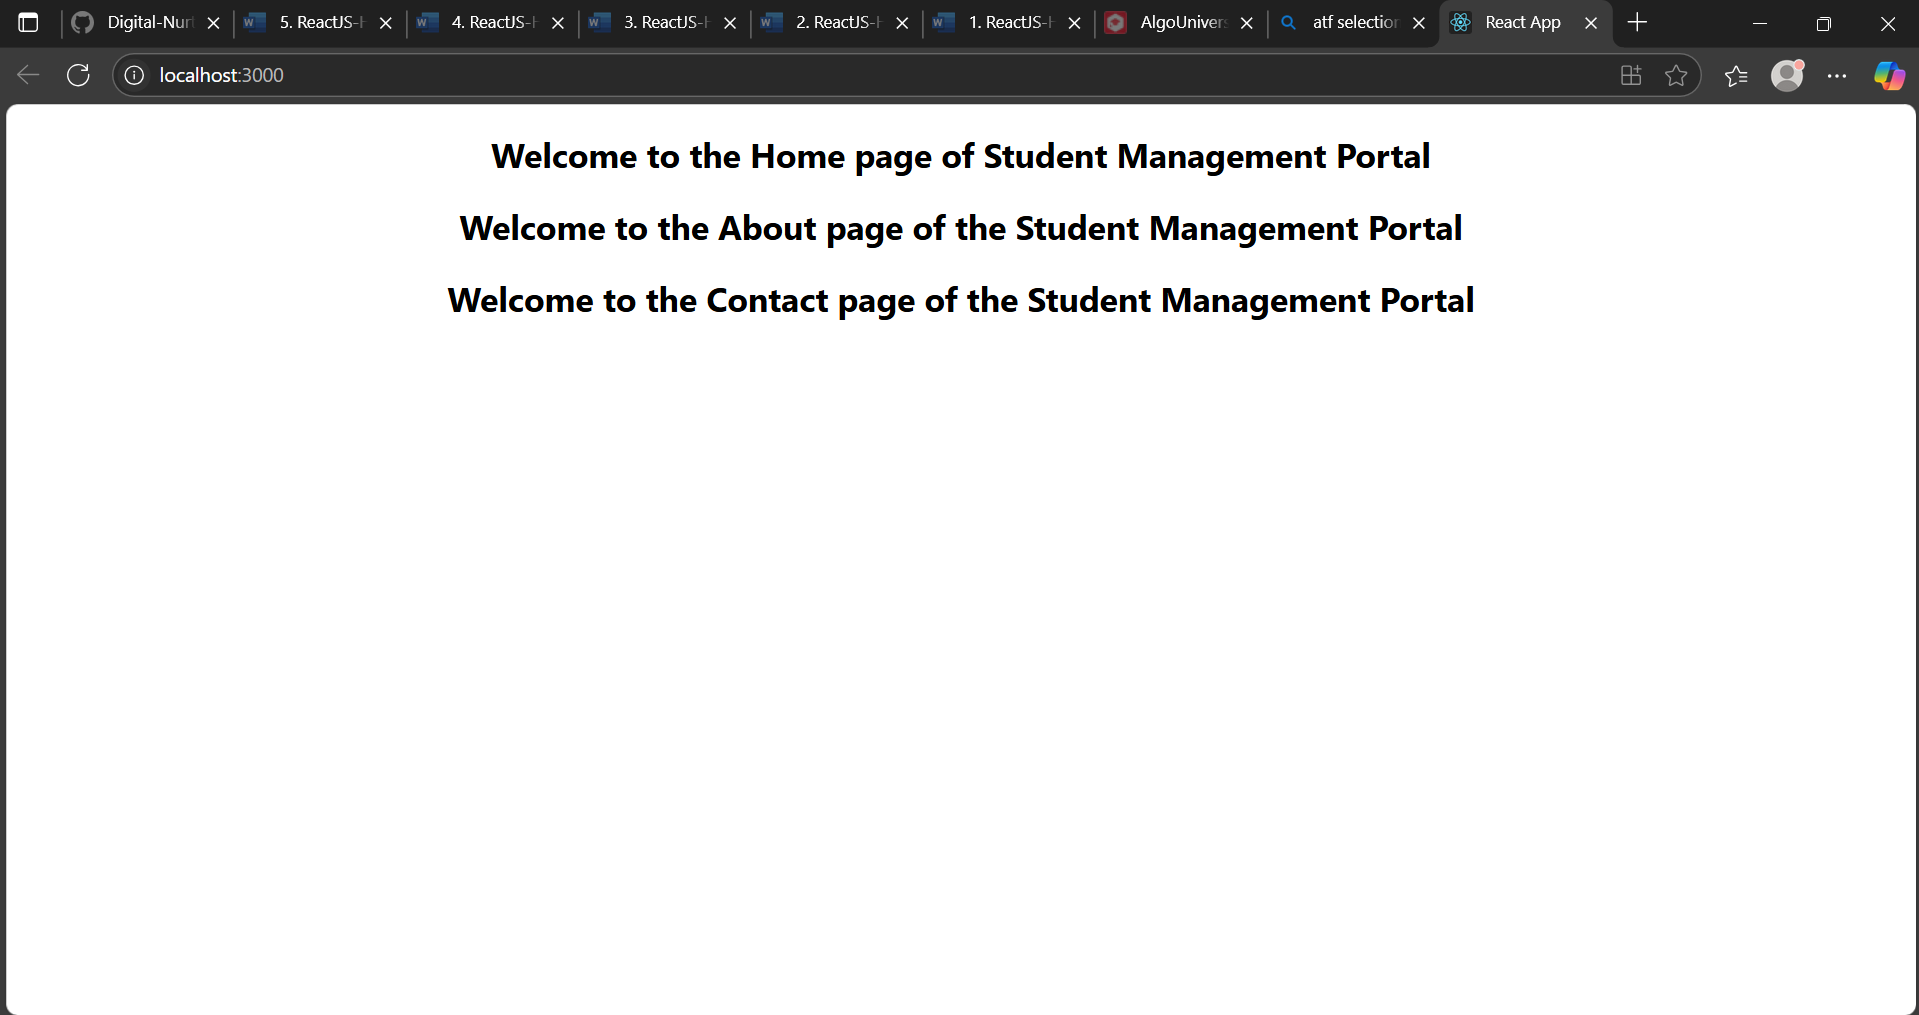 Digital-Nurt
5. ReactJS-H
4. ReactJS-H
3. ReactJS-H
2. ReactJS-H
1. ReactJS-H
AlgoUnivers
atf selection
React App
localhost:3000
Welcome to the Home page of Student Management Portal
Welcome to the About page of the Student Management Portal
Welcome to the Contact page of the Student Management Portal